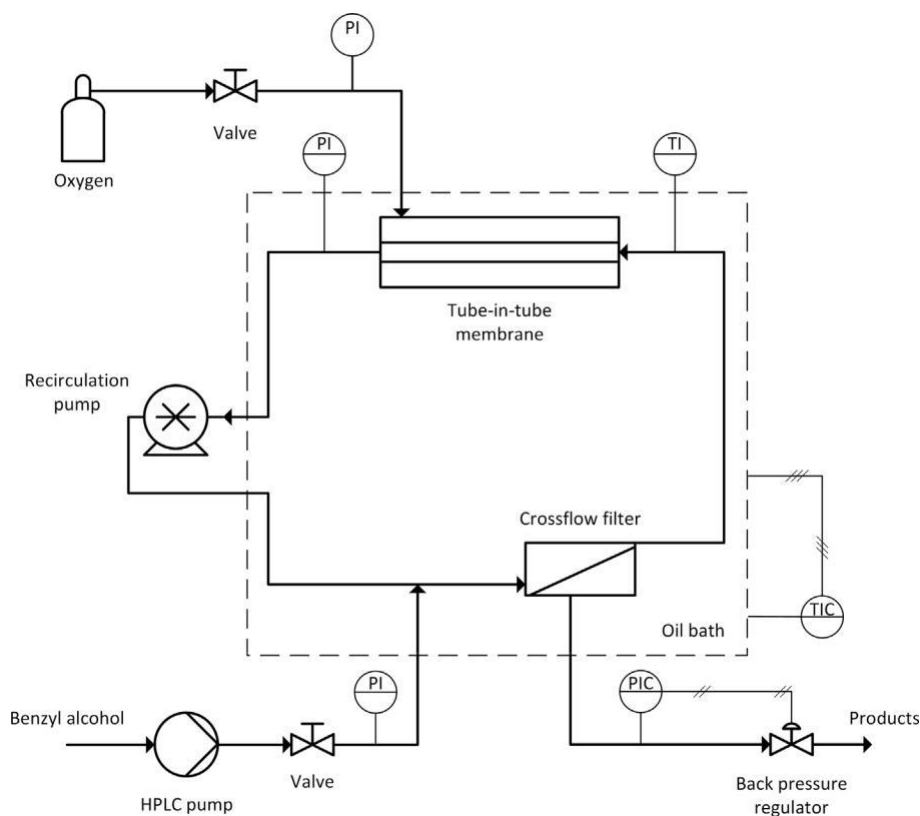 PI
Valve
Oxygen
PI
TI
Tube-in-tube
membrane
Recirculation
pump
Crossflow filter
TIC
Oil bath
PI
PIC
Benzyl alcohol
Products
Valve
HPLC pump
Back pressure
regulator